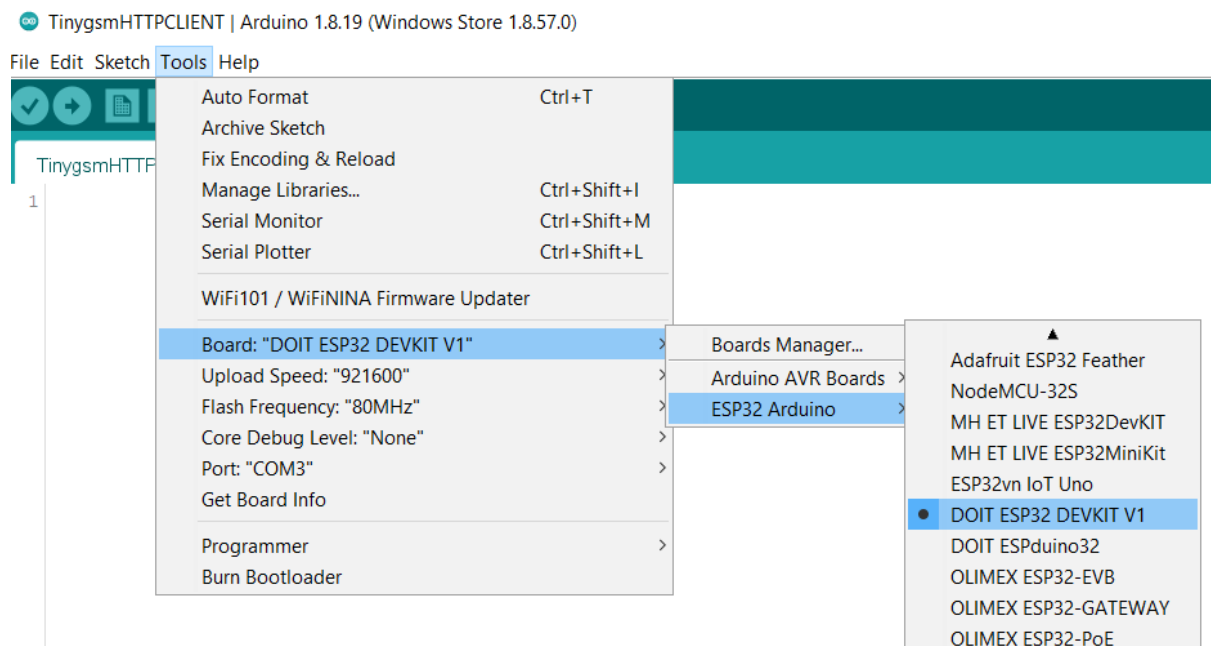 TinygsmHTTPCLIENT | Arduino 1.8.19 (Windows Store 1.8.57.0)
File Edit Sketch Tools Help
Auto Format Ctrl+T
Archive Sketch
TinygsmHTTP
Fix Encoding & Reload
1
Manage Libraries... Ctrl+Shift+I
Serial Monitor Ctrl+Shift+M
Serial Plotter Ctrl+Shift+L
WiFi101 / WiFiNINA Firmware Updater
Board: "DOIT ESP32 DEVKIT V1"
Upload Speed: "921600"
Flash Frequency: "80MHz"
Core Debug Level: "None"
Port: "COM3"
Get Board Info
Programmer
Burn Bootloader
Boards Manager...
Arduino AVR Boards
ESP32 Arduino
Adafruit ESP32 Feather
NodeMCU-32S
MH ET LIVE ESP32DevKIT
MH ET LIVE ESP32MiniKit
ESP32vn IoT Uno
DOIT ESP32 DEVKIT V1
DOIT ESPduino32
OLIMEX ESP32-EVB
OLIMEX ESP32-GATEWAY
OLIMEX ESP32-PoE